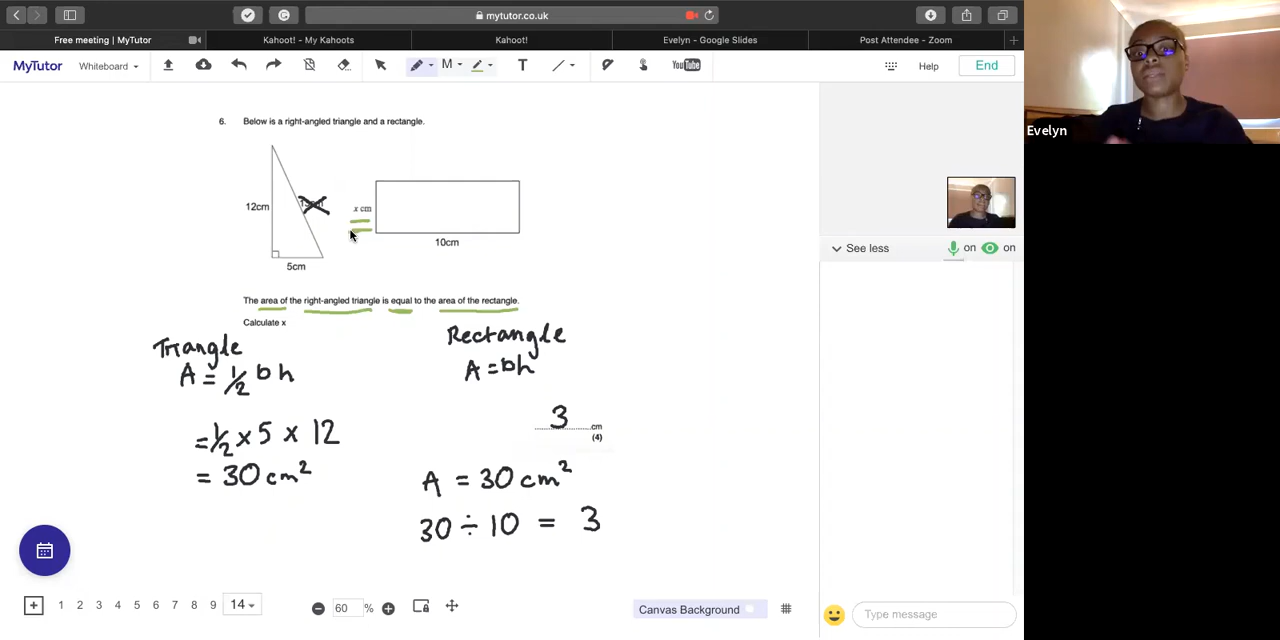 mytutor.co.uk
Free meeting | MyTutor
Kahoot! - My Kahoots
Kahoot!
Evelyn - Google Slides
Post Attendee - Zoom
MyTutor
Whiteboard
M
T
YouTube
Help
End
Evelyn
6. Below is a right-angled triangle and a rectangle.
12cm
x cm
10cm
5cm
See less
on
on
The area of the right-angled triangle is equal to the area of the rectangle.
Calculate x
Triangle
A = 1/2 b h
= 1/2 × 5 × 12
= 30 cm²
Rectangle
A = bh
3 cm
(4)
A = 30 cm²
30 ÷ 10 = 3
1 2 3 4 5 6 7 8 9 14
60 %
Canvas Background
Type message